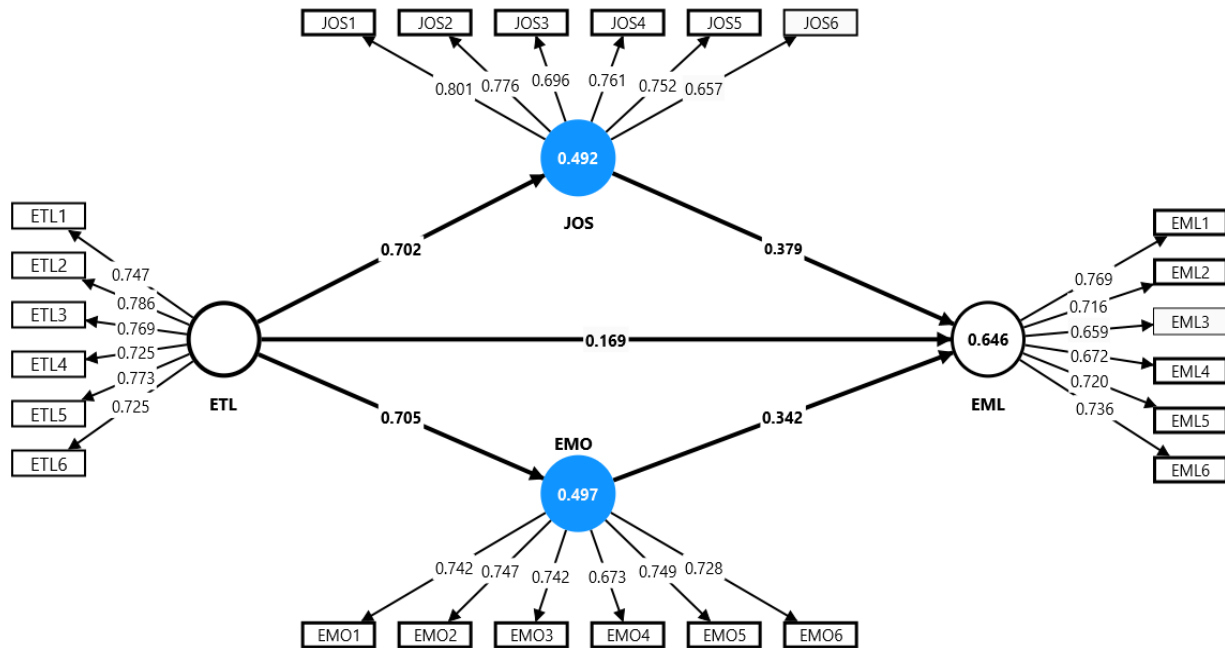 JOS1 JOS2 JOS3 JOS4 JOS5 JOS6
0.801 0.776 0.696 0.761 0.752 0.657
0.492
JOS
ETL1
ETL2
ETL3
ETL4
ETL5
ETL6
0.747
0.786
0.769
0.725
0.773
0.725
ETL
0.702
0.379
0.169
0.705
0.342
0.646
EML
0.769
0.716
0.659
0.672
0.720
0.736
EML1
EML2
EML3
EML4
EML5
EML6
EMO
0.497
0.742 0.747 0.742 0.673 0.749 0.728
EMO1 EMO2 EMO3 EMO4 EMO5 EMO6